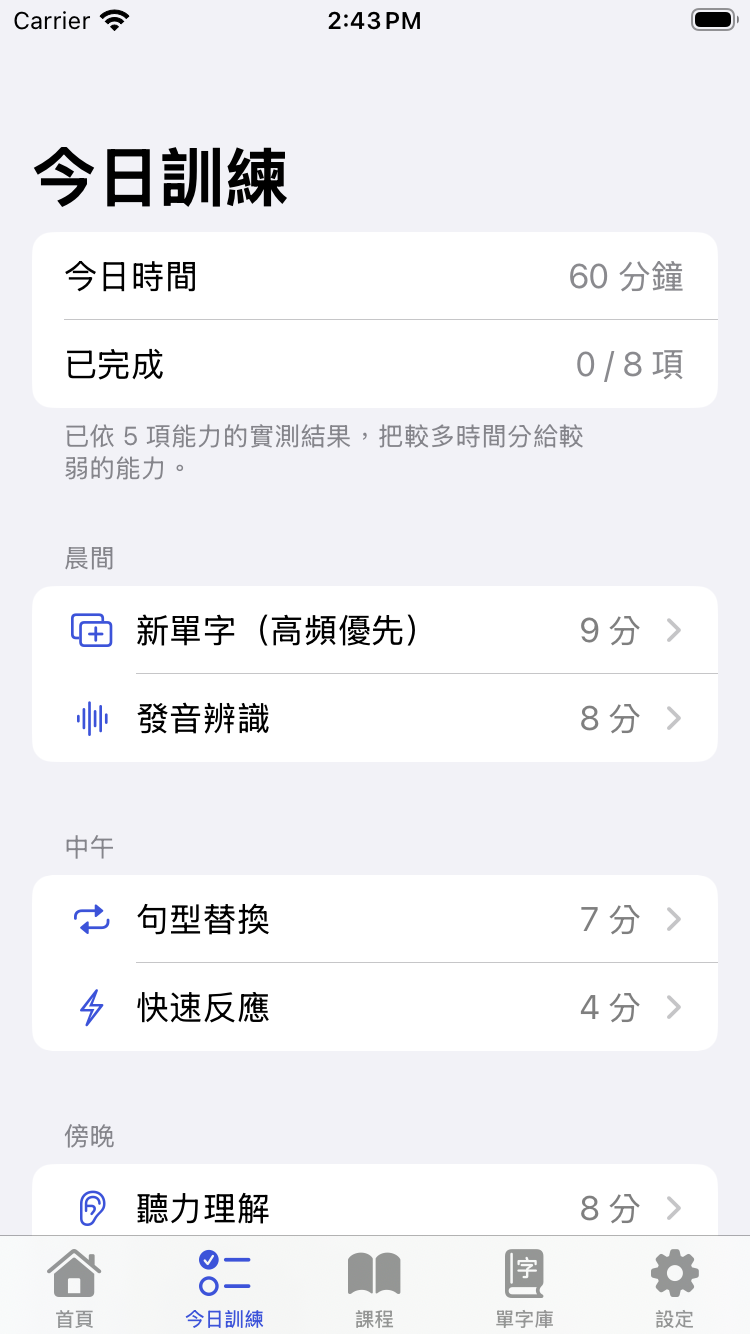 Carrier 2:43 PM
今日訓練
今日時間 60 分鐘
已完成 0 / 8 項
已依 5 項能力的實測結果，把較多時間分給較
弱的能力。
晨間
新單字（高頻優先） 9 分
發音辨識 8 分
中午
句型替換 7 分
快速反應 4 分
傍晚
聽力理解 8 分
字
首頁 今日訓練 課程 單字庫 設定